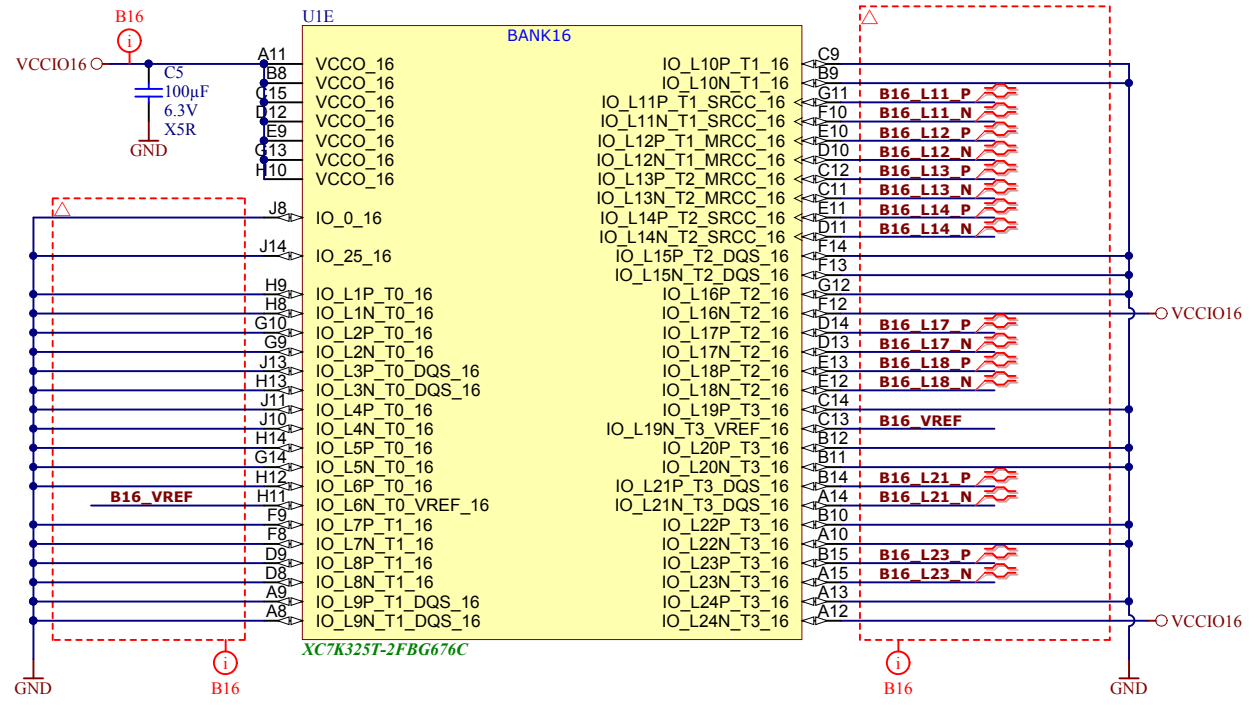 B16
i
VCCIO16
C5
100µF
6.3V
X5R
GND
U1E
BANK16
A11 VCCO_16
B8 VCCO_16
C15 VCCO_16
D12 VCCO_16
E9 VCCO_16
G13 VCCO_16
H10 VCCO_16
J8 IO_0_16
J14 IO_25_16
H9 IO_L1P_T0_16
H8 IO_L1N_T0_16
G10 IO_L2P_T0_16
G9 IO_L2N_T0_16
J13 IO_L3P_T0_DQS_16
H13 IO_L3N_T0_DQS_16
J11 IO_L4P_T0_16
J10 IO_L4N_T0_16
H14 IO_L5P_T0_16
G14 IO_L5N_T0_16
H12 IO_L6P_T0_16
B16_VREF H11 IO_L6N_T0_VREF_16
F9 IO_L7P_T1_16
F8 IO_L7N_T1_16
D9 IO_L8P_T1_16
D8 IO_L8N_T1_16
A9 IO_L9P_T1_DQS_16
A8 IO_L9N_T1_DQS_16
IO_L10P_T1_16 C9
IO_L10N_T1_16 B9
IO_L11P_T1_SRCC_16 G11 B16_L11_P
IO_L11N_T1_SRCC_16 F10 B16_L11_N
IO_L12P_T1_MRCC_16 E10 B16_L12_P
IO_L12N_T1_MRCC_16 D10 B16_L12_N
IO_L13P_T2_MRCC_16 C12 B16_L13_P
IO_L13N_T2_MRCC_16 C11 B16_L13_N
IO_L14P_T2_SRCC_16 E11 B16_L14_P
IO_L14N_T2_SRCC_16 D11 B16_L14_N
IO_L15P_T2_DQS_16 F14
IO_L15N_T2_DQS_16 F13
IO_L16P_T2_16 G12
IO_L16N_T2_16 F12 VCCIO16
IO_L17P_T2_16 D14 B16_L17_P
IO_L17N_T2_16 D13 B16_L17_N
IO_L18P_T2_16 E13 B16_L18_P
IO_L18N_T2_16 E12 B16_L18_N
IO_L19P_T3_16 C14
IO_L19N_T3_VREF_16 C13 B16_VREF
IO_L20P_T3_16 B12
IO_L20N_T3_16 B11
IO_L21P_T3_DQS_16 B14 B16_L21_P
IO_L21N_T3_DQS_16 A14 B16_L21_N
IO_L22P_T3_16 B10
IO_L22N_T3_16 A10
IO_L23P_T3_16 B15 B16_L23_P
IO_L23N_T3_16 A15 B16_L23_N
IO_L24P_T3_16 A13
IO_L24N_T3_16 A12 VCCIO16
XC7K325T-2FBG676C
GND
i
B16
i
B16
GND